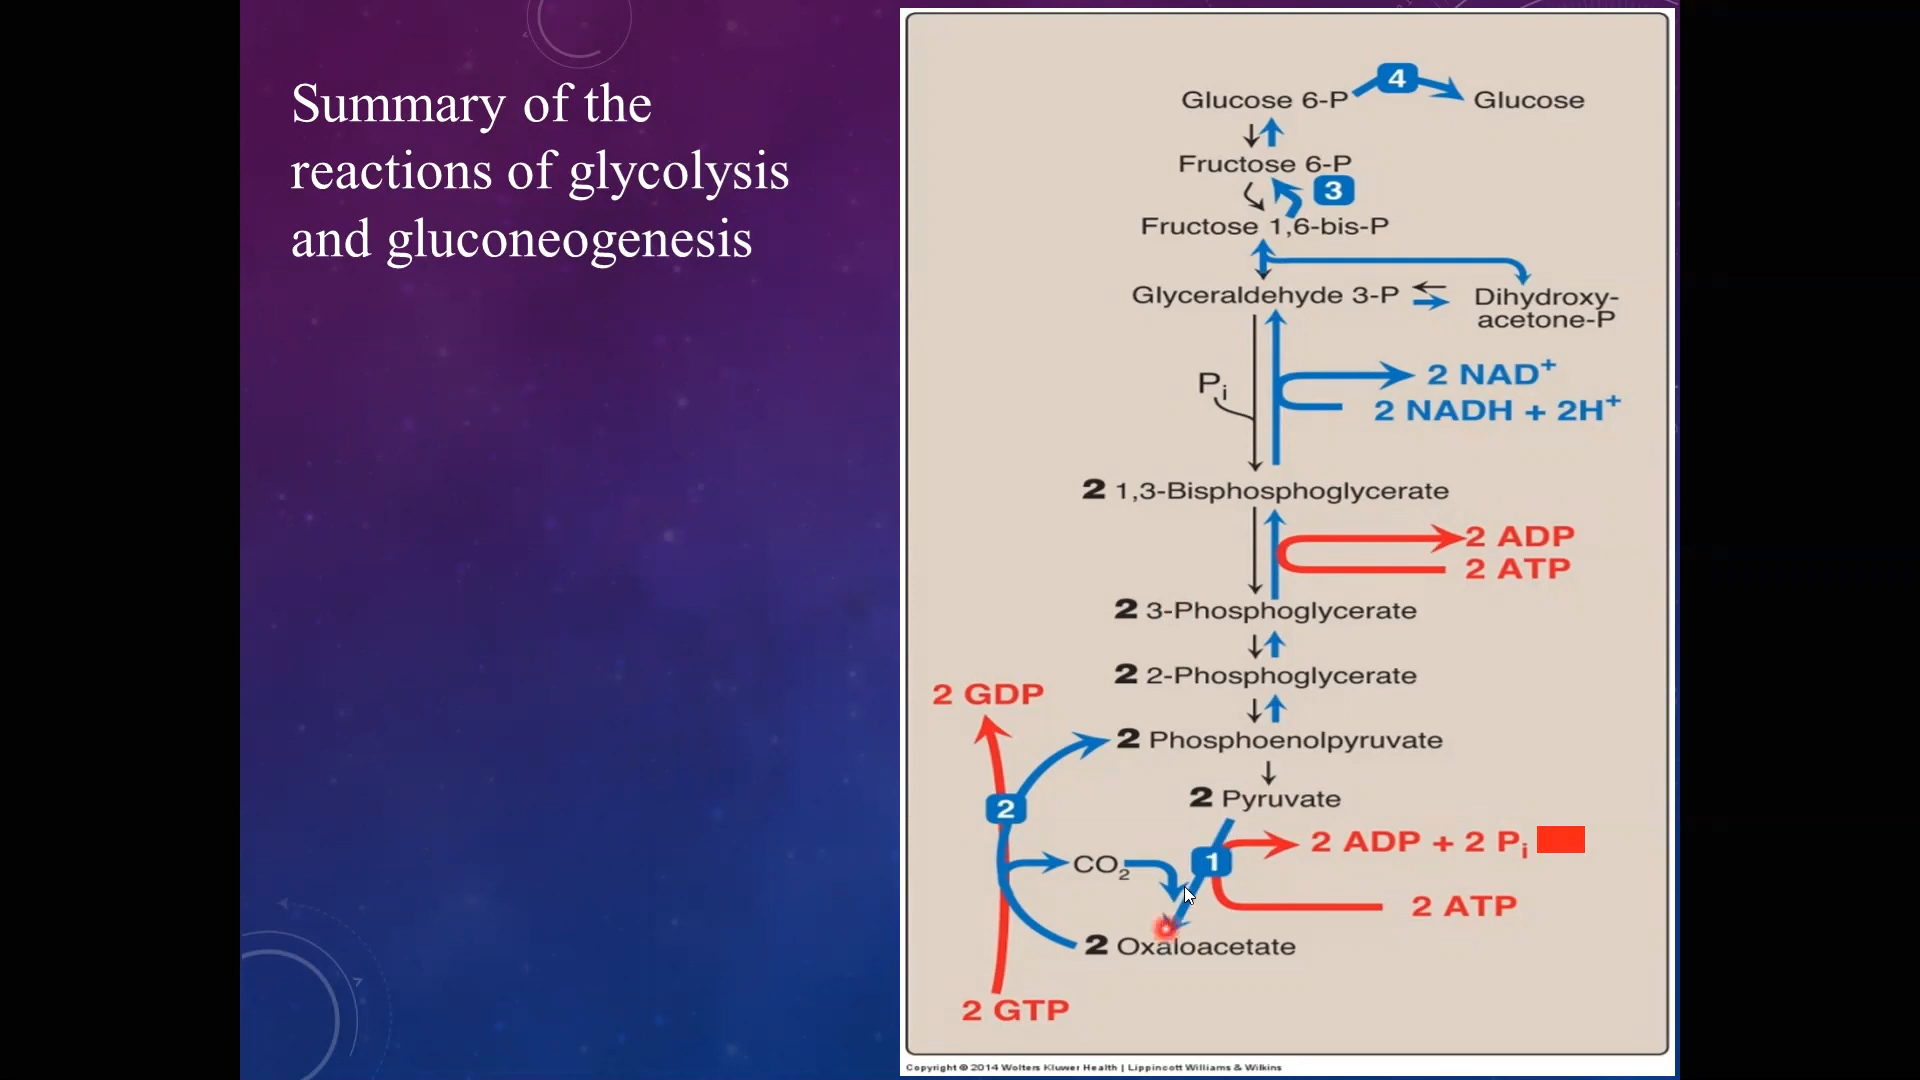 Summary of the
reactions of glycolysis
and gluconeogenesis
4
Glucose 6-P
Glucose
Fructose 6-P
3
Fructose 1,6-bis-P
Glyceraldehyde 3-P
Dihydroxy-
acetone-P
2 NAD⁺
Pᵢ
2 NADH + 2H⁺
2 1,3-Bisphosphoglycerate
2 ADP
2 ATP
2 3-Phosphoglycerate
2 2-Phosphoglycerate
2 GDP
2 Phosphoenolpyruvate
2
2 Pyruvate
2 ADP + 2 Pᵢ
1
CO₂
2 ATP
2 Oxaloacetate
2 GTP
Copyright © 2014 Wolters Kluwer Health | Lippincott Williams & Wilkins